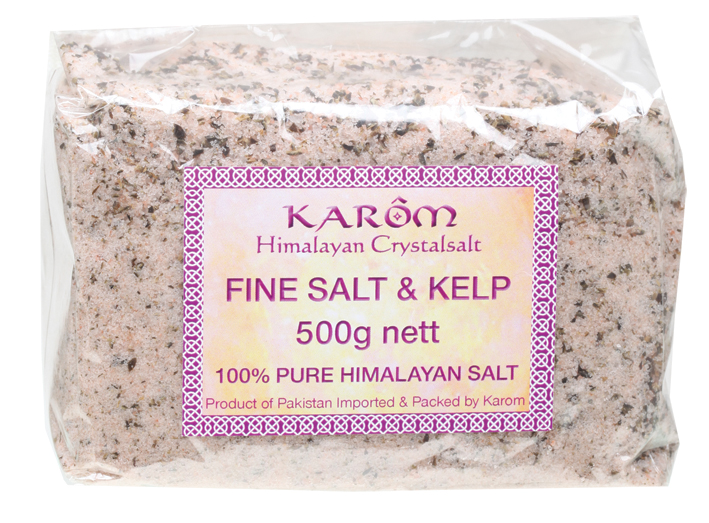 KARÔM
Himalayan Crystalsalt
FINE SALT & KELP
500g nett
100% PURE HIMALAYAN SALT
Product of Pakistan Imported & Packed by Karom